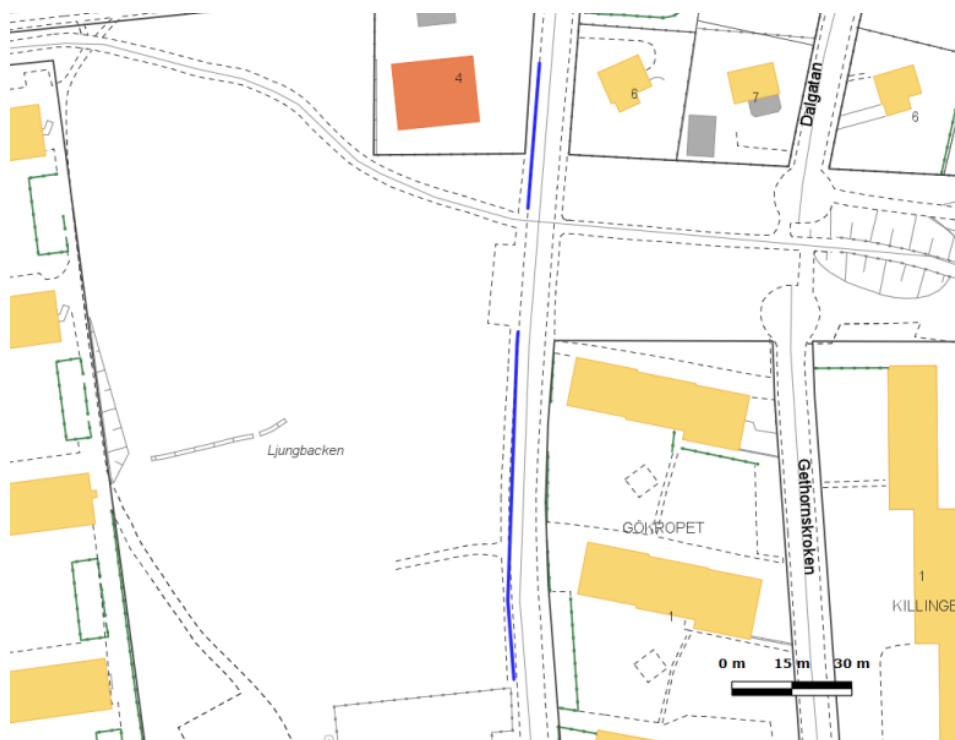 4
6
7
Dalgatan
6
Ljungbacken
GÖKROPET
Gethornskroken
1
1
KILLINGE
0 m 15 m 30 m